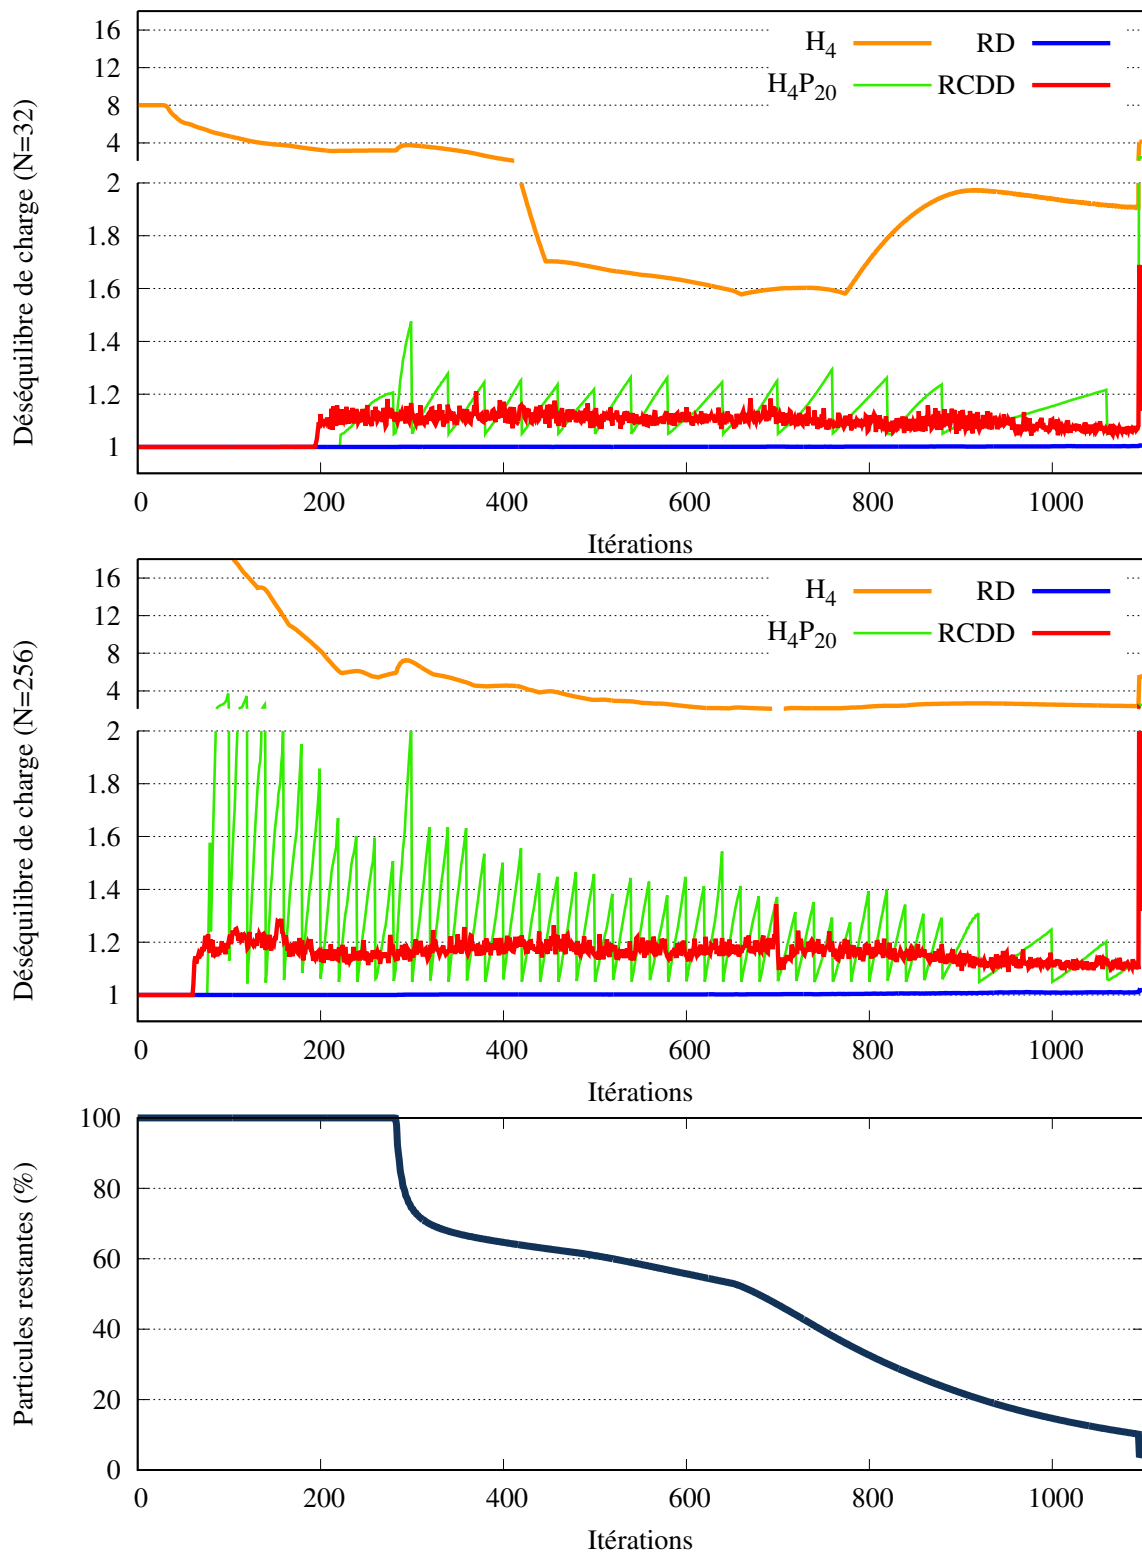 Déséquilibre de charge (N=32)
16
8
4
2
1.8
1.6
1.4
1.2
1
H4 RD
H4P20 RCDD
0 200 400 600 800 1000
Itérations
Déséquilibre de charge (N=256)
16
12
8
4
2
1.8
1.6
1.4
1.2
1
H4 RD
H4P20 RCDD
0 200 400 600 800 1000
Itérations
Particules restantes (%)
100
80
60
40
20
0
0 200 400 600 800 1000
Itérations